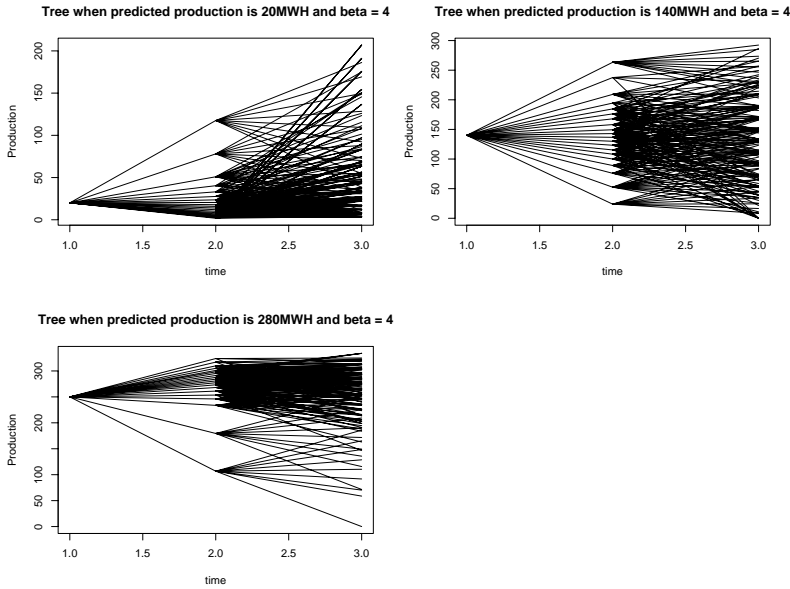 Tree when predicted production is 20MWH and beta = 4
Production
200
150
100
50
0
1.0 1.5 2.0 2.5 3.0
time
Tree when predicted production is 140MWH and beta = 4
Production
300
250
200
150
100
50
0
1.0 1.5 2.0 2.5 3.0
time
Tree when predicted production is 280MWH and beta = 4
Production
300
200
100
50
0
1.0 1.5 2.0 2.5 3.0
time